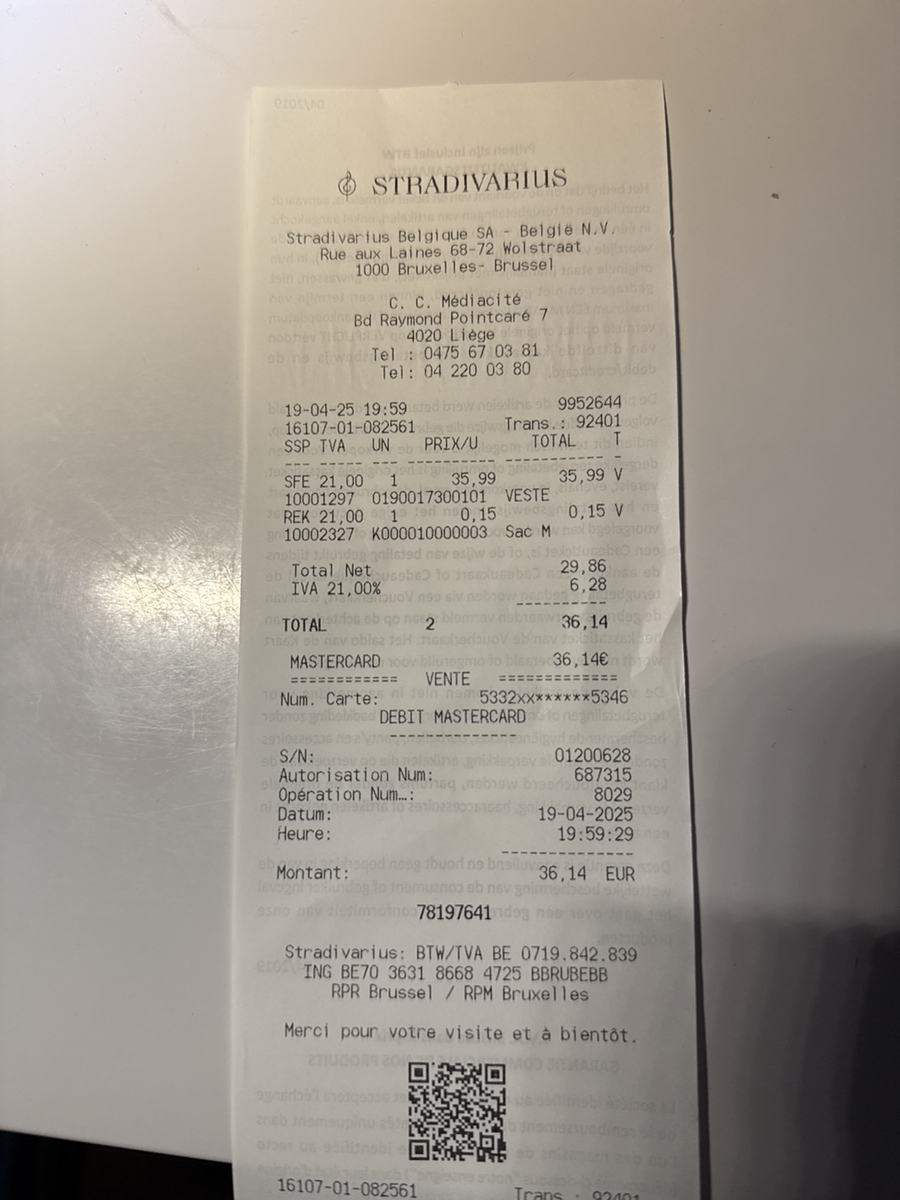 STRADIVARIUS
Stradivarius Belgique SA - België N.V.
Rue aux Laines 68-72 Wolstraat
1000 Bruxelles- Brussel
C. C. Médiacité
Bd Raymond Pointcaré 7
4020 Liège
Tel : 0475 67 03 81
Tel: 04 220 03 80
19-04-25 19:59 9952644
16107-01-082561 Trans.: 92401
SSP TVA UN PRIX/U TOTAL T
--- ----- --- ---------- ----------- -
SFE 21,00 1 35,99 35,99 V
10001297 0190017300101 VESTE
REK 21,00 1 0,15 0,15 V
10002327 K000010000003 Sac M
Total Net 29,86
IVA 21,00% 6,28
----------
TOTAL 2 36,14
MASTERCARD 36,14€
============ VENTE =============
Num. Carte: 5332xx******5346
DEBIT MASTERCARD
--------------
S/N: 01200628
Autorisation Num: 687315
Opération Num…: 8029
Datum: 19-04-2025
Heure: 19:59:29
--------------
Montant: 36,14 EUR
78197641
Stradivarius: BTW/TVA BE 0719.842.839
ING BE70 3631 8668 4725 BBRUBEBB
RPR Brussel / RPM Bruxelles
Merci pour votre visite et à bientôt.
16107-01-082561 Trans.: 92401